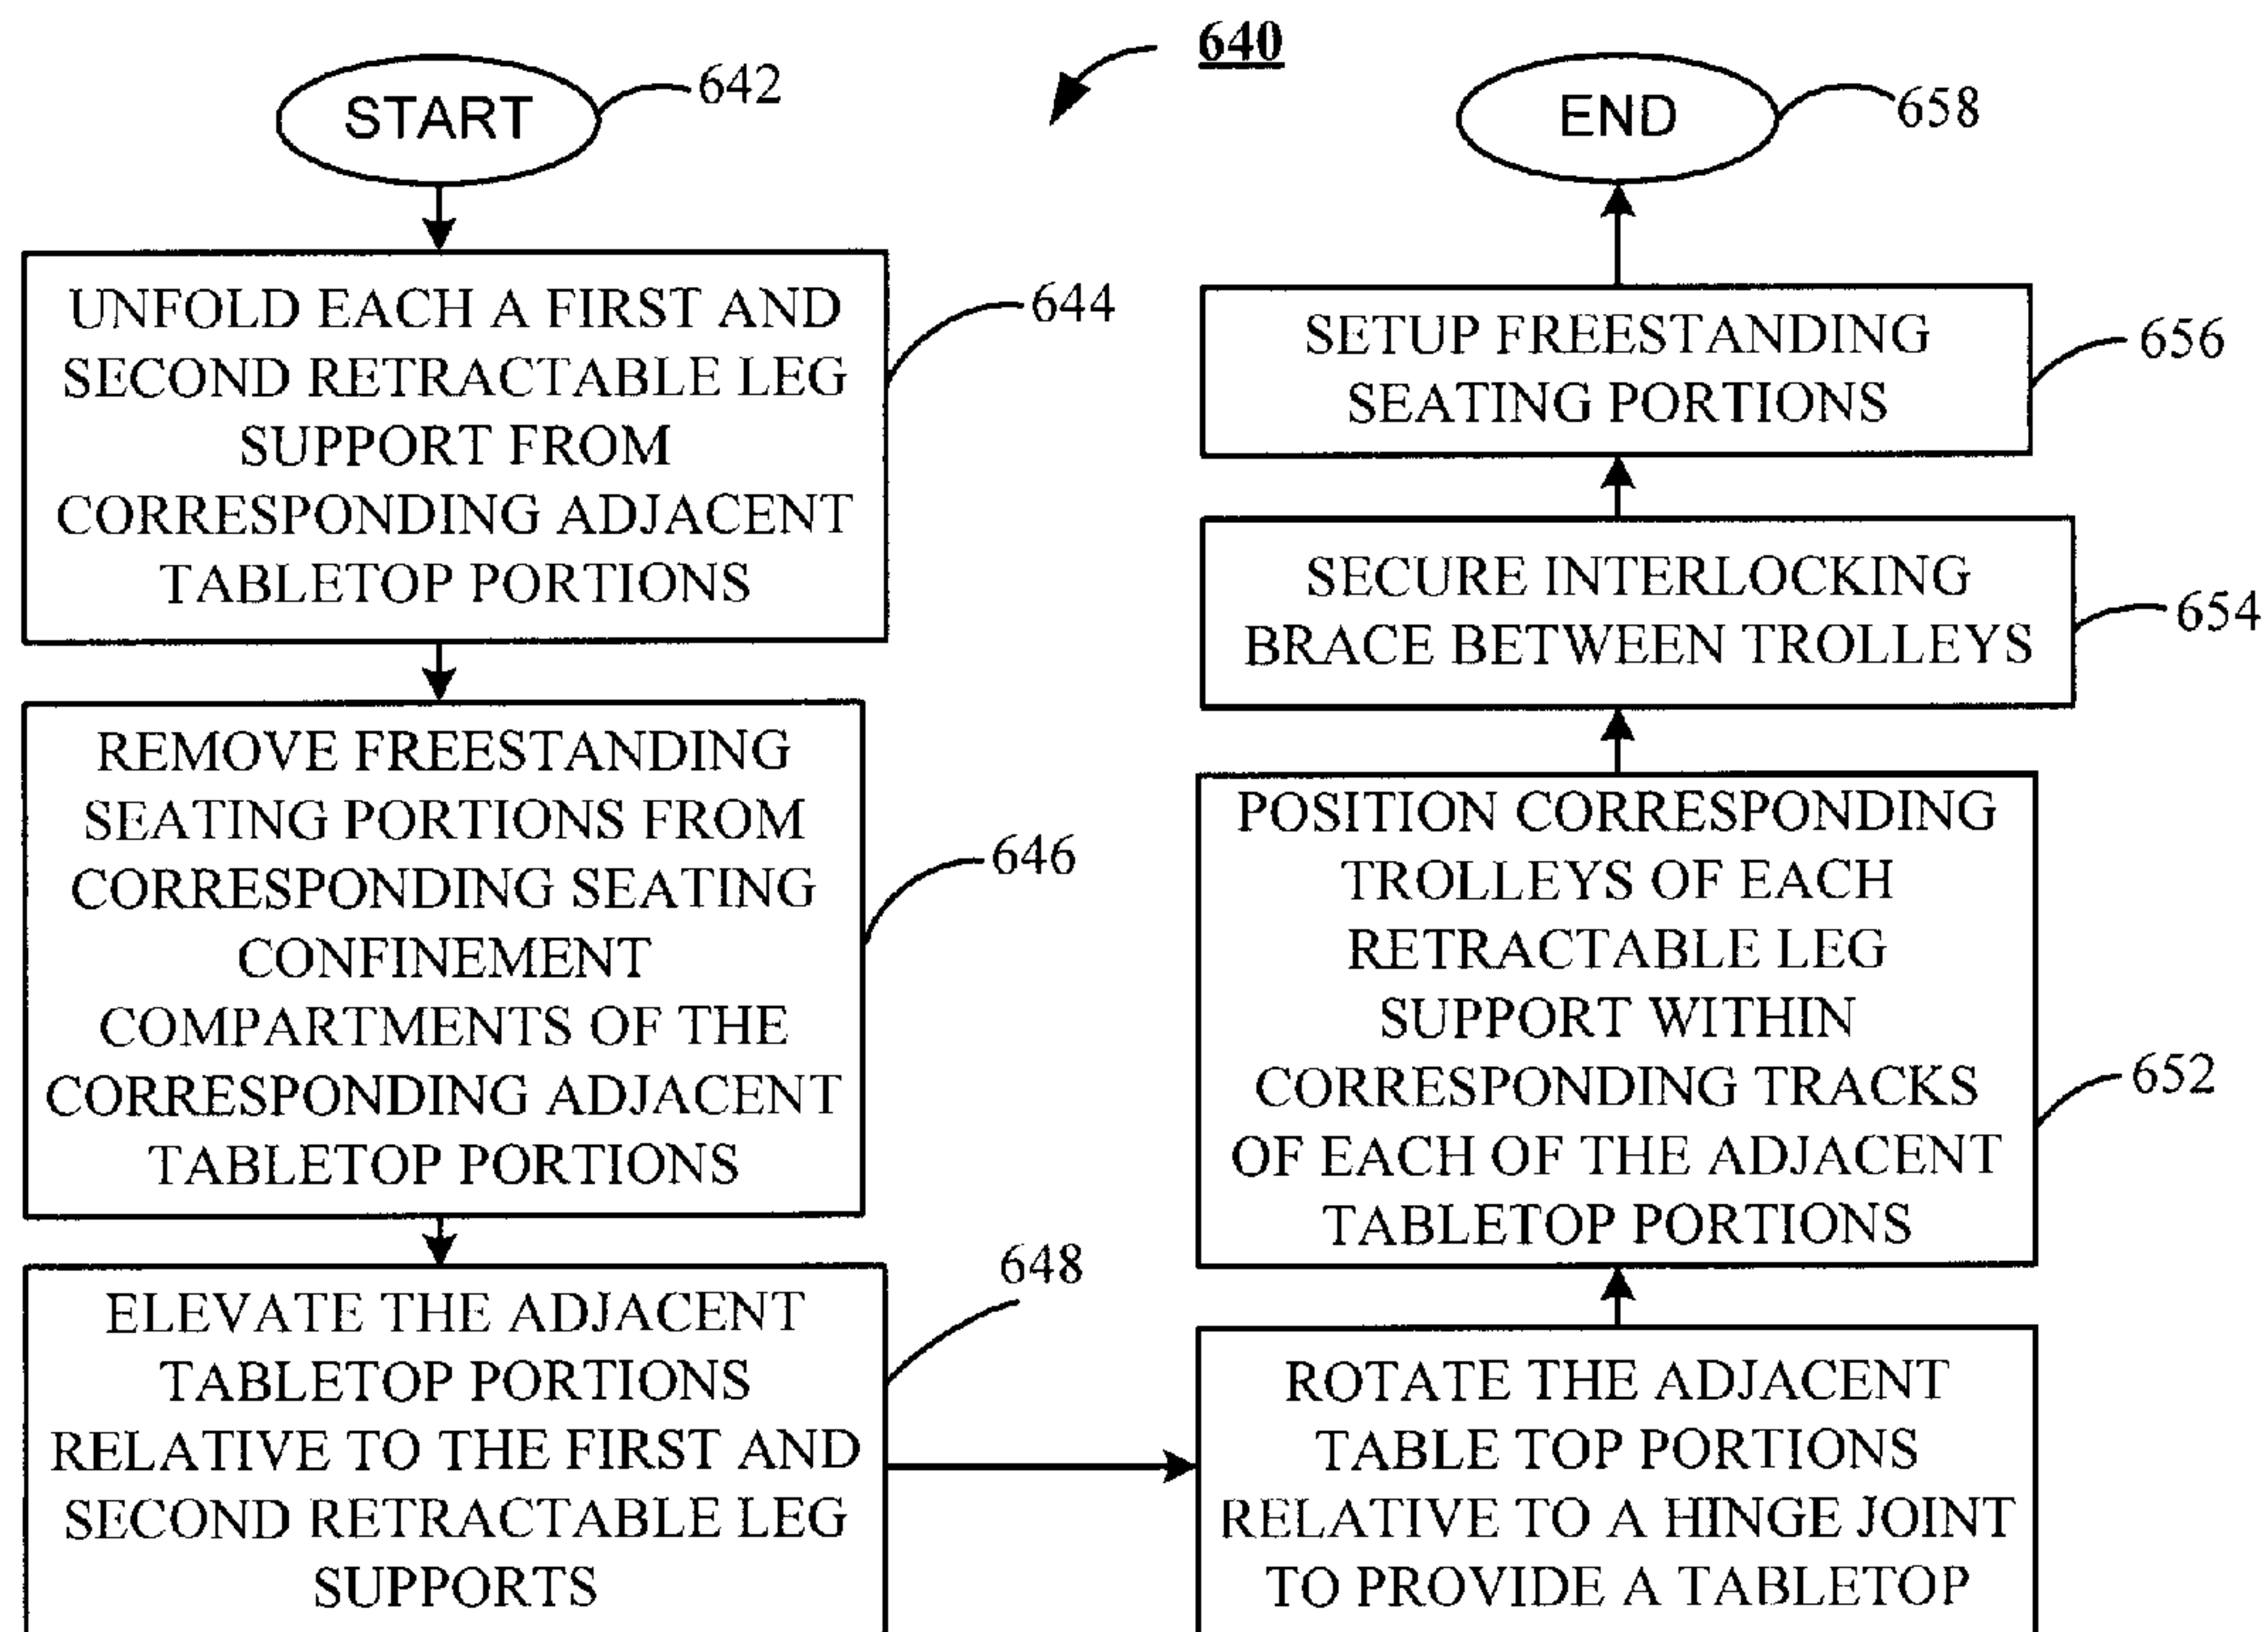 640
START
642
UNFOLD EACH A FIRST AND
SECOND RETRACTABLE LEG
SUPPORT FROM
CORRESPONDING ADJACENT
TABLETOP PORTIONS
644
REMOVE FREESTANDING
SEATING PORTIONS FROM
CORRESPONDING SEATING
CONFINEMENT
COMPARTMENTS OF THE
CORRESPONDING ADJACENT
TABLETOP PORTIONS
646
ELEVATE THE ADJACENT
TABLETOP PORTIONS
RELATIVE TO THE FIRST AND
SECOND RETRACTABLE LEG
SUPPORTS
648
ROTATE THE ADJACENT
TABLE TOP PORTIONS
RELATIVE TO A HINGE JOINT
TO PROVIDE A TABLETOP
POSITION CORRESPONDING
TROLLEYS OF EACH
RETRACTABLE LEG
SUPPORT WITHIN
CORRESPONDING TRACKS
OF EACH OF THE ADJACENT
TABLETOP PORTIONS
652
SECURE INTERLOCKING
BRACE BETWEEN TROLLEYS
654
SETUP FREESTANDING
SEATING PORTIONS
656
END
658